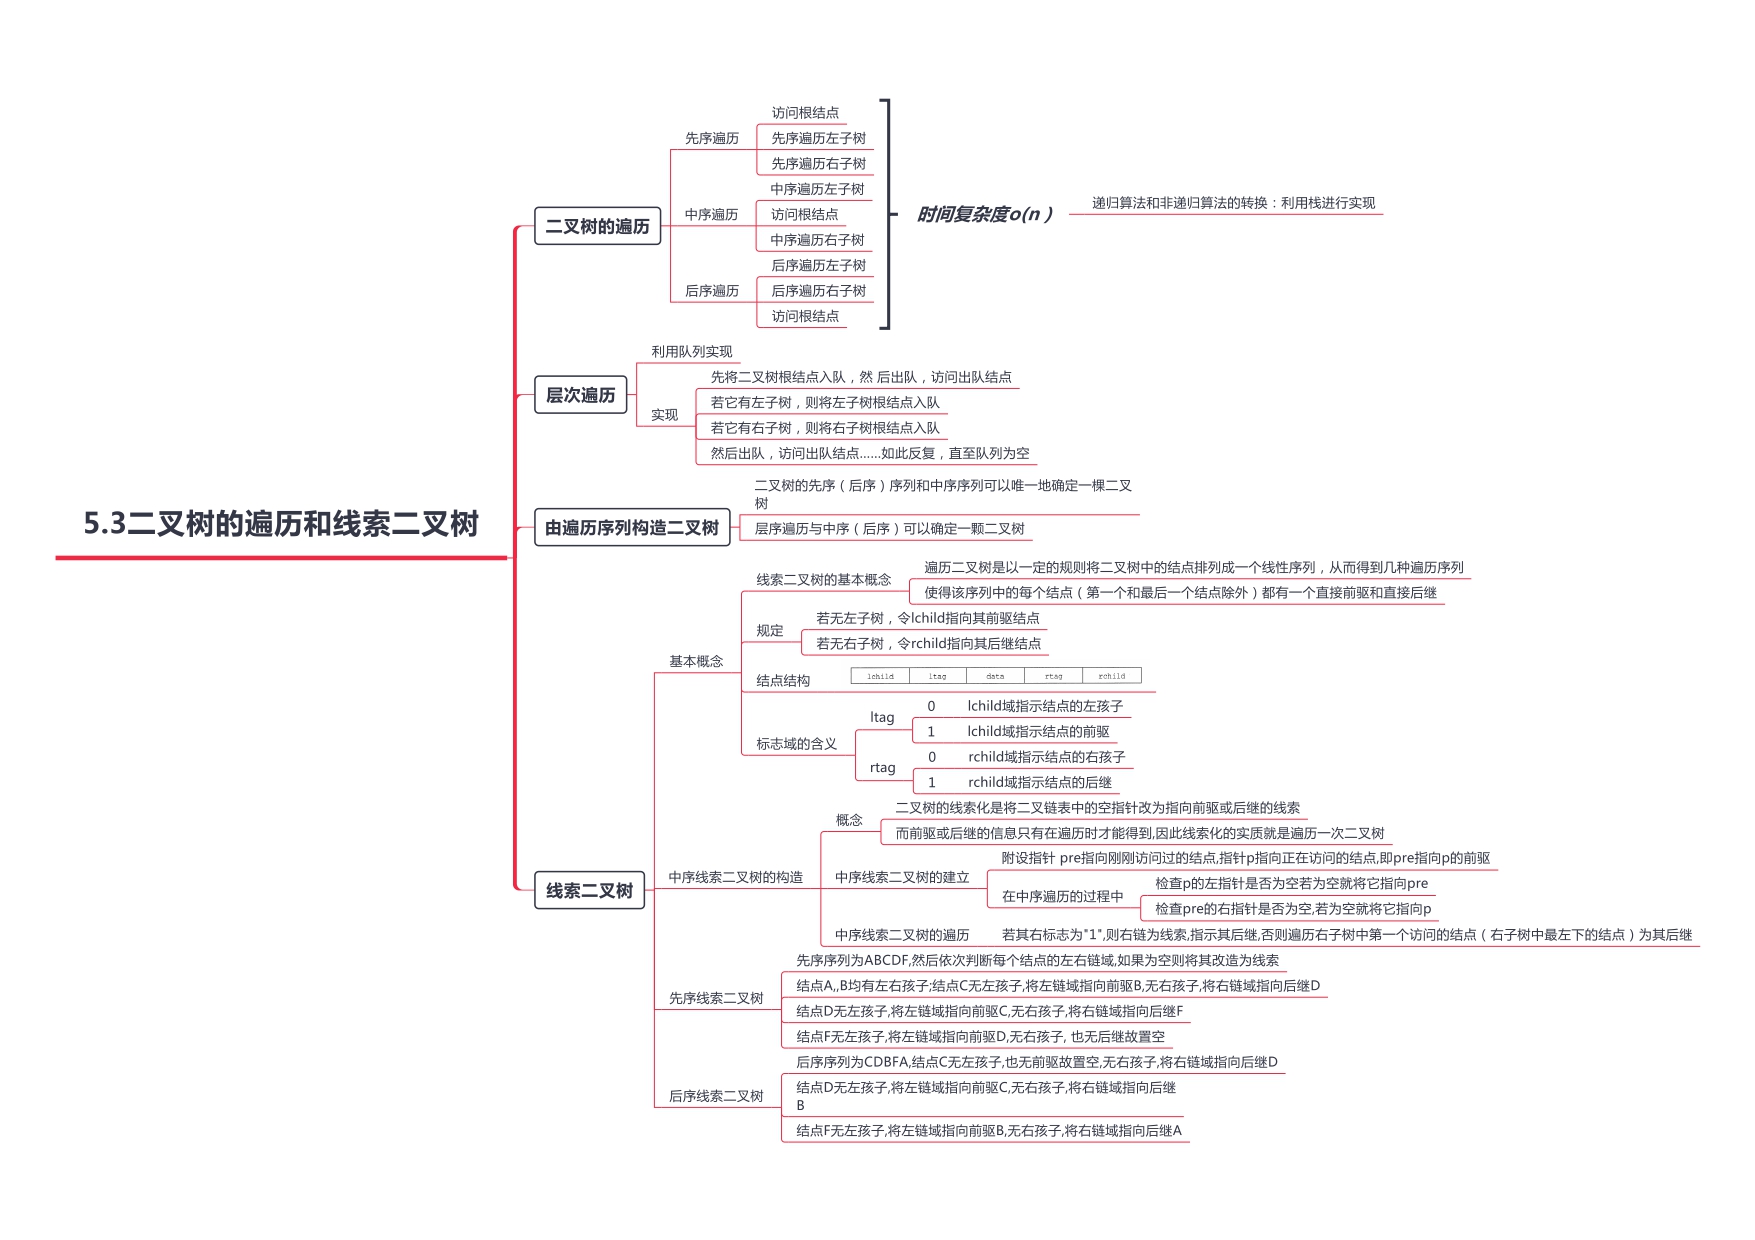 5.3二叉树的遍历和线索二叉树
二叉树的遍历
先序遍历
访问根结点
先序遍历左子树
先序遍历右子树
中序遍历
中序遍历左子树
访问根结点
中序遍历右子树
后序遍历
后序遍历左子树
后序遍历右子树
访问根结点
时间复杂度o(n）
递归算法和非递归算法的转换：利用栈进行实现
层次遍历
利用队列实现
实现
先将二叉树根结点入队，然 后出队，访问出队结点
若它有左子树，则将左子树根结点入队
若它有右子树，则将右子树根结点入队
然后出队，访问出队结点......如此反复，直至队列为空
由遍历序列构造二叉树
二叉树的先序（后序）序列和中序序列可以唯一地确定一棵二叉
树
层序遍历与中序（后序）可以确定一颗二叉树
线索二叉树
基本概念
线索二叉树的基本概念
遍历二叉树是以一定的规则将二叉树中的结点排列成一个线性序列，从而得到几种遍历序列
使得该序列中的每个结点（第一个和最后一个结点除外）都有一个直接前驱和直接后继
规定
若无左子树，令lchild指向其前驱结点
若无右子树，令rchild指向其后继结点
结点结构
lchild ltag data rtag rchild
标志域的含义
ltag
0 lchild域指示结点的左孩子
1 lchild域指示结点的前驱
rtag
0 rchild域指示结点的右孩子
1 rchild域指示结点的后继
中序线索二叉树的构造
概念
二叉树的线索化是将二叉链表中的空指针改为指向前驱或后继的线索
而前驱或后继的信息只有在遍历时才能得到,因此线索化的实质就是遍历一次二叉树
中序线索二叉树的建立
附设指针 pre指向刚刚访问过的结点,指针p指向正在访问的结点,即pre指向p的前驱
在中序遍历的过程中
检查p的左指针是否为空若为空就将它指向pre
检查pre的右指针是否为空,若为空就将它指向p
中序线索二叉树的遍历
若其右标志为"1",则右链为线索,指示其后继,否则遍历右子树中第一个访问的结点（右子树中最左下的结点）为其后继
先序线索二叉树
先序序列为ABCDF,然后依次判断每个结点的左右链域,如果为空则将其改造为线索
结点A,,B均有左右孩子;结点C无左孩子,将左链域指向前驱B,无右孩子,将右链域指向后继D
结点D无左孩子,将左链域指向前驱C,无右孩子,将右链域指向后继F
结点F无左孩子,将左链域指向前驱D,无右孩子, 也无后继故置空
后序线索二叉树
后序序列为CDBFA,结点C无左孩子,也无前驱故置空,无右孩子,将右链域指向后继D
结点D无左孩子,将左链域指向前驱C,无右孩子,将右链域指向后继
B
结点F无左孩子,将左链域指向前驱B,无右孩子,将右链域指向后继A